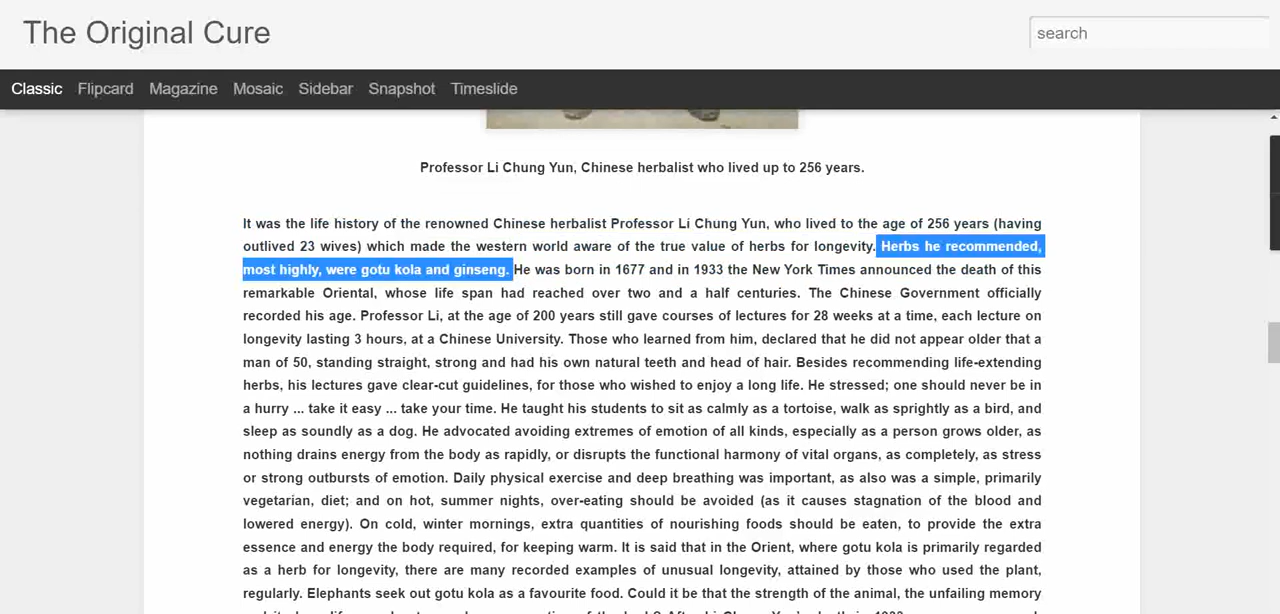 The Original Cure
search
Classic Flipcard Magazine Mosaic Sidebar Snapshot Timeslide
Professor Li Chung Yun, Chinese herbalist who lived up to 256 years.
It was the life history of the renowned Chinese herbalist Professor Li Chung Yun, who lived to the age of 256 years (having
outlived 23 wives) which made the western world aware of the true value of herbs for longevity. Herbs he recommended,
most highly, were gotu kola and ginseng. He was born in 1677 and in 1933 the New York Times announced the death of this
remarkable Oriental, whose life span had reached over two and a half centuries. The Chinese Government officially
recorded his age. Professor Li, at the age of 200 years still gave courses of lectures for 28 weeks at a time, each lecture on
longevity lasting 3 hours, at a Chinese University. Those who learned from him, declared that he did not appear older that a
man of 50, standing straight, strong and had his own natural teeth and head of hair. Besides recommending life-extending
herbs, his lectures gave clear-cut guidelines, for those who wished to enjoy a long life. He stressed; one should never be in
a hurry ... take it easy ... take your time. He taught his students to sit as calmly as a tortoise, walk as sprightly as a bird, and
sleep as soundly as a dog. He advocated avoiding extremes of emotion of all kinds, especially as a person grows older, as
nothing drains energy from the body as rapidly, or disrupts the functional harmony of vital organs, as completely, as stress
or strong outbursts of emotion. Daily physical exercise and deep breathing was important, as also was a simple, primarily
vegetarian, diet; and on hot, summer nights, over-eating should be avoided (as it causes stagnation of the blood and
lowered energy). On cold, winter mornings, extra quantities of nourishing foods should be eaten, to provide the extra
essence and energy the body required, for keeping warm. It is said that in the Orient, where gotu kola is primarily regarded
as a herb for longevity, there are many recorded examples of unusual longevity, attained by those who used the plant,
regularly. Elephants seek out gotu kola as a favourite food. Could it be that the strength of the animal, the unfailing memory